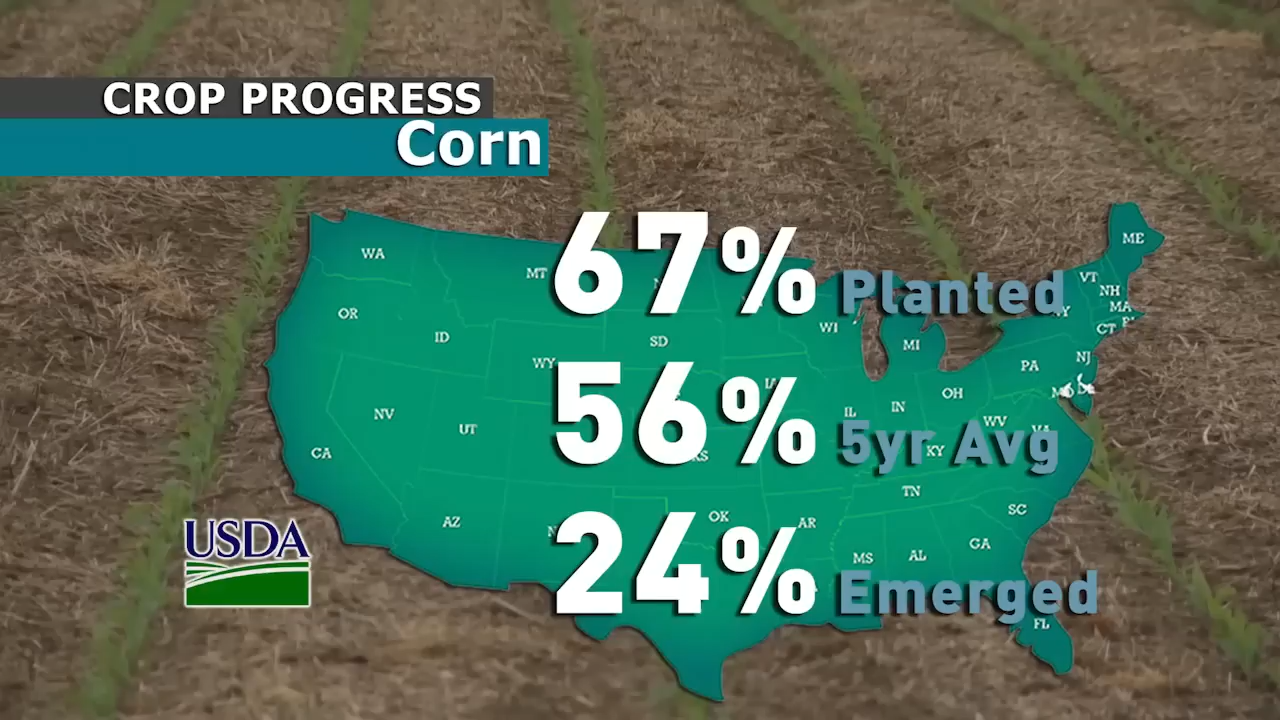 CROP PROGRESS
Corn
67% Planted
56% 5yr Avg
24% Emerged
USDA
WA
MT
ME
OR
ID
SD
WI
MI
VT
NH
MA
CT
WY
IA
PA
NJ
NV
UT
IL
IN
OH
WV
CA
KY
AZ
OK
AR
TN
SC
MS
AL
GA
FL